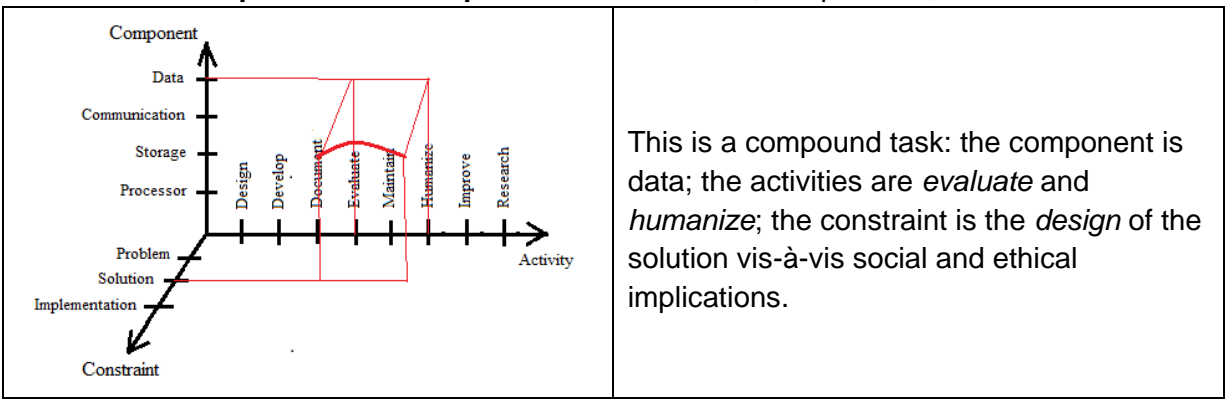 Component
Data
Communication
Storage
Processor
Design
Develop
Document
Evaluate
Maintain
Humanize
Improve
Research
Activity
Problem
Solution
Implementation
Constraint
This is a compound task: the component is
data; the activities are evaluate and
humanize; the constraint is the design of the
solution vis-à-vis social and ethical
implications.